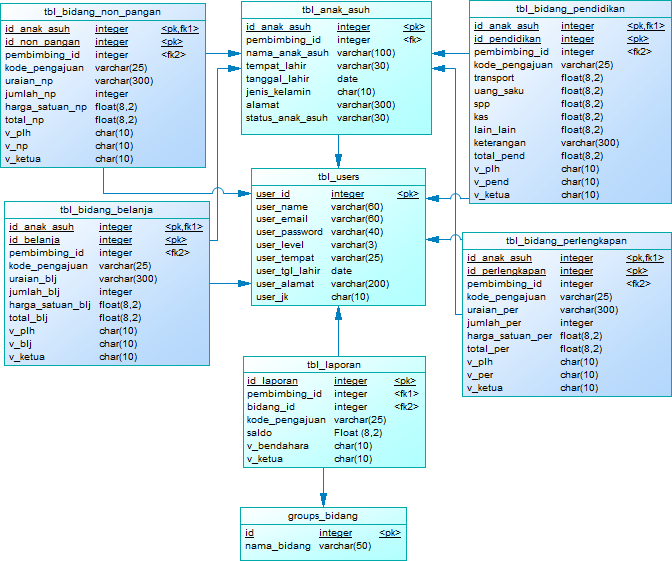 tbl_bidang_non_pangan
id_anak_asuh integer <pk,fk1>
id_non_pangan integer <pk>
pembimbing_id integer <fk2>
kode_pengajuan varchar(25)
uraian_np varchar(300)
jumlah_np integer
harga_satuan_np float(8,2)
total_np float(8,2)
v_plh char(10)
v_np char(10)
v_ketua char(10)
tbl_anak_asuh
id_anak_asuh integer <pk>
pembimbing_id integer <fk>
nama_anak_asuh varchar(100)
tempat_lahir varchar(30)
tanggal_lahir date
jenis_kelamin char(10)
alamat varchar(300)
status_anak_asuh varchar(30)
tbl_bidang_pendidikan
id_anak_asuh integer <pk,fk1>
id_pendidikan integer <pk>
pembimbing_id integer <fk2>
kode_pengajuan varchar(25)
transport float(8,2)
uang_saku float(8,2)
spp float(8,2)
kas float(8,2)
lain_lain float(8,2)
keterangan varchar(300)
total_pend float(8,2)
v_plh char(10)
v_pend char(10)
v_ketua char(10)
tbl_users
user_id integer <pk>
user_name varchar(60)
user_email varchar(60)
user_password varchar(40)
user_level varchar(3)
user_tempat varchar(25)
user_tgl_lahir date
user_alamat varchar(200)
user_jk char(10)
tbl_bidang_belanja
id_anak_asuh integer <pk,fk1>
id_belanja integer <pk>
pembimbing_id integer <fk2>
kode_pengajuan varchar(25)
uraian_blj varchar(300)
jumlah_blj integer
harga_satuan_blj float(8,2)
total_blj float(8,2)
v_plh char(10)
v_blj char(10)
v_ketua char(10)
tbl_bidang_perlengkapan
id_anak_asuh integer <pk,fk1>
id_perlengkapan integer <pk>
pembimbing_id integer <fk2>
kode_pengajuan varchar(25)
uraian_per varchar(300)
jumlah_per integer
harga_satuan_per float(8,2)
total_per float(8,2)
v_plh char(10)
v_per char(10)
v_ketua char(10)
tbl_laporan
id_laporan integer <pk>
pembimbing_id integer <fk1>
bidang_id integer <fk2>
kode_pengajuan varchar(25)
saldo Float (8,2)
v_bendahara char(10)
v_ketua char(10)
groups_bidang
id integer <pk>
nama_bidang varchar(50)